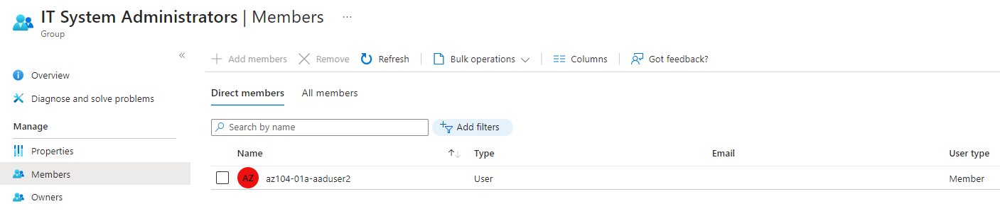 IT System Administrators | Members ...
Group
«
Add members Remove Refresh Bulk operations Columns Got feedback?
Overview
Diagnose and solve problems
Direct members All members
Manage
Search by name Add filters
Properties
Name Type Email User type
Members
AZ az104-01a-aaduser2 User Member
Owners